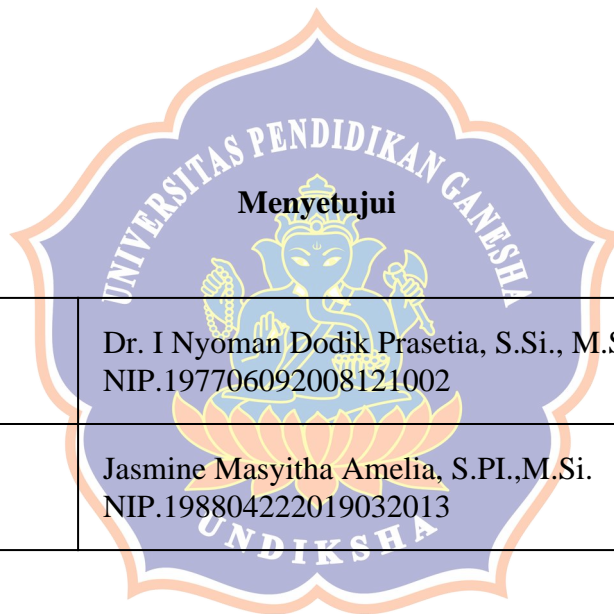 UNIVERSITAS PENDIDIKAN GANESHA
Menyetujui
Dr. I Nyoman Dodik Prasetia, S.Si., M.S
NIP.197706092008121002
Jasmine Masyitha Amelia, S.PI.,M.Si.
NIP.198804222019032013
UNDIKSHA